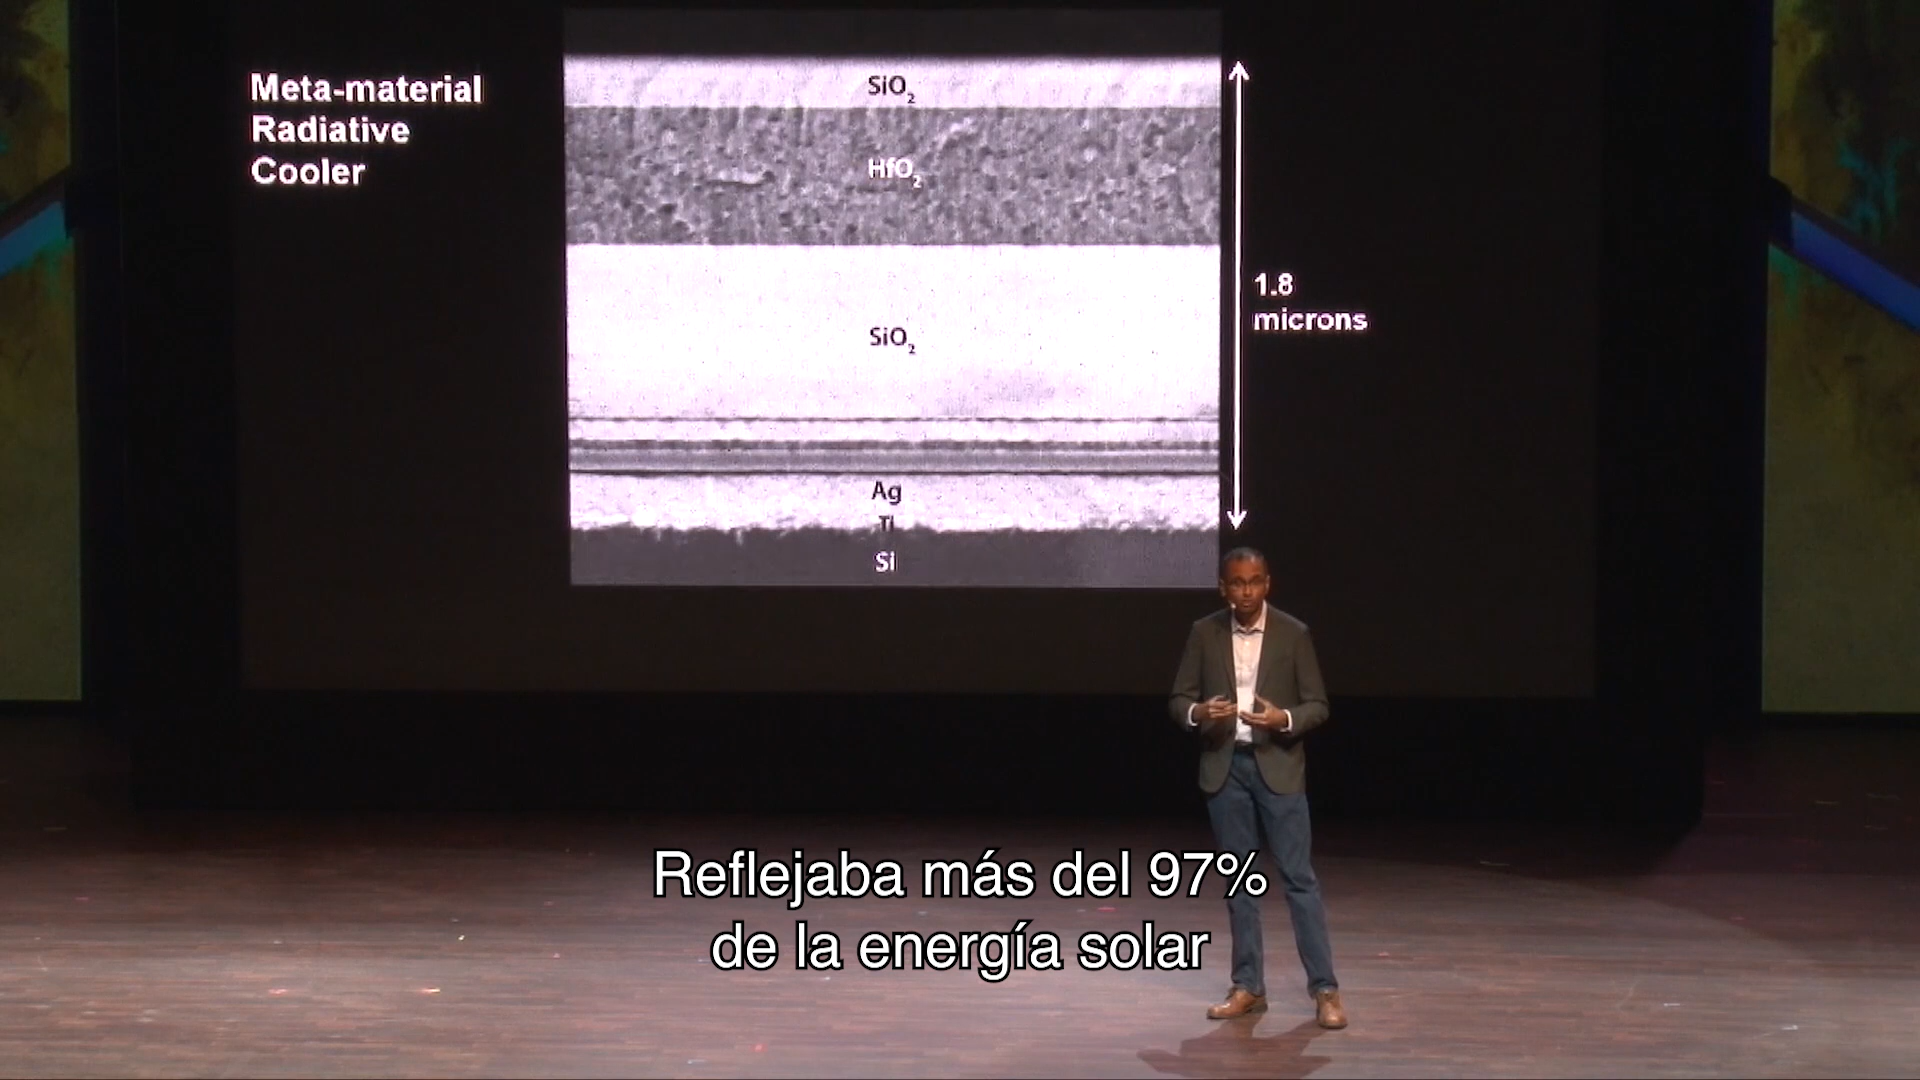 Meta-material
Radiative
Cooler
SiO₂
HfO₂
SiO₂
1.8
microns
Ag
Ti
Si
Reflejaba más del 97%
de la energía solar